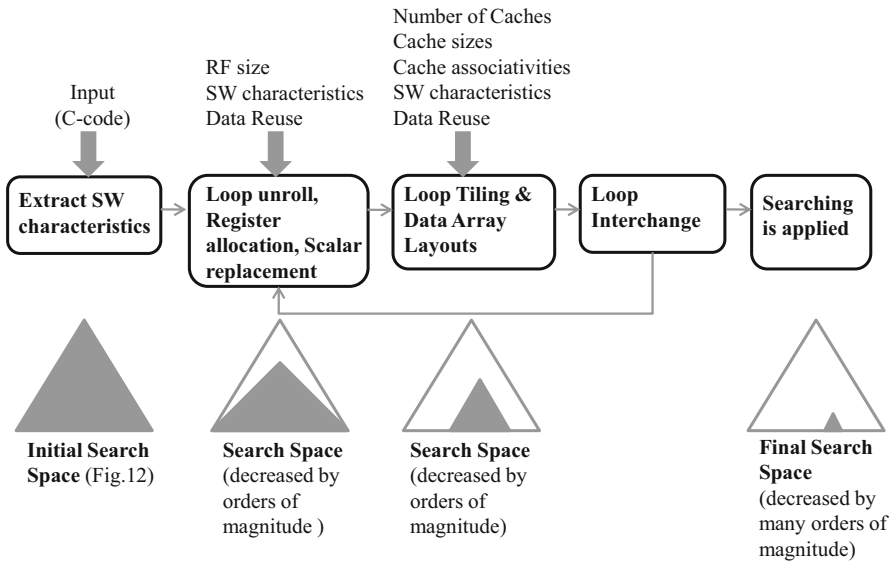 Number of Caches
Cache sizes
Cache associativities
SW characteristics
Data Reuse
RF size
SW characteristics
Data Reuse
Input
(C-code)
Extract SW
characteristics
Loop unroll,
Register
allocation, Scalar
replacement
Loop Tiling &
Data Array
Layouts
Loop
Interchange
Searching
is applied
Initial Search
Space (Fig.12)
Search Space
(decreased by
orders of
magnitude )
Search Space
(decreased by
orders of
magnitude)
Final Search
Space
(decreased by
many orders of
magnitude)